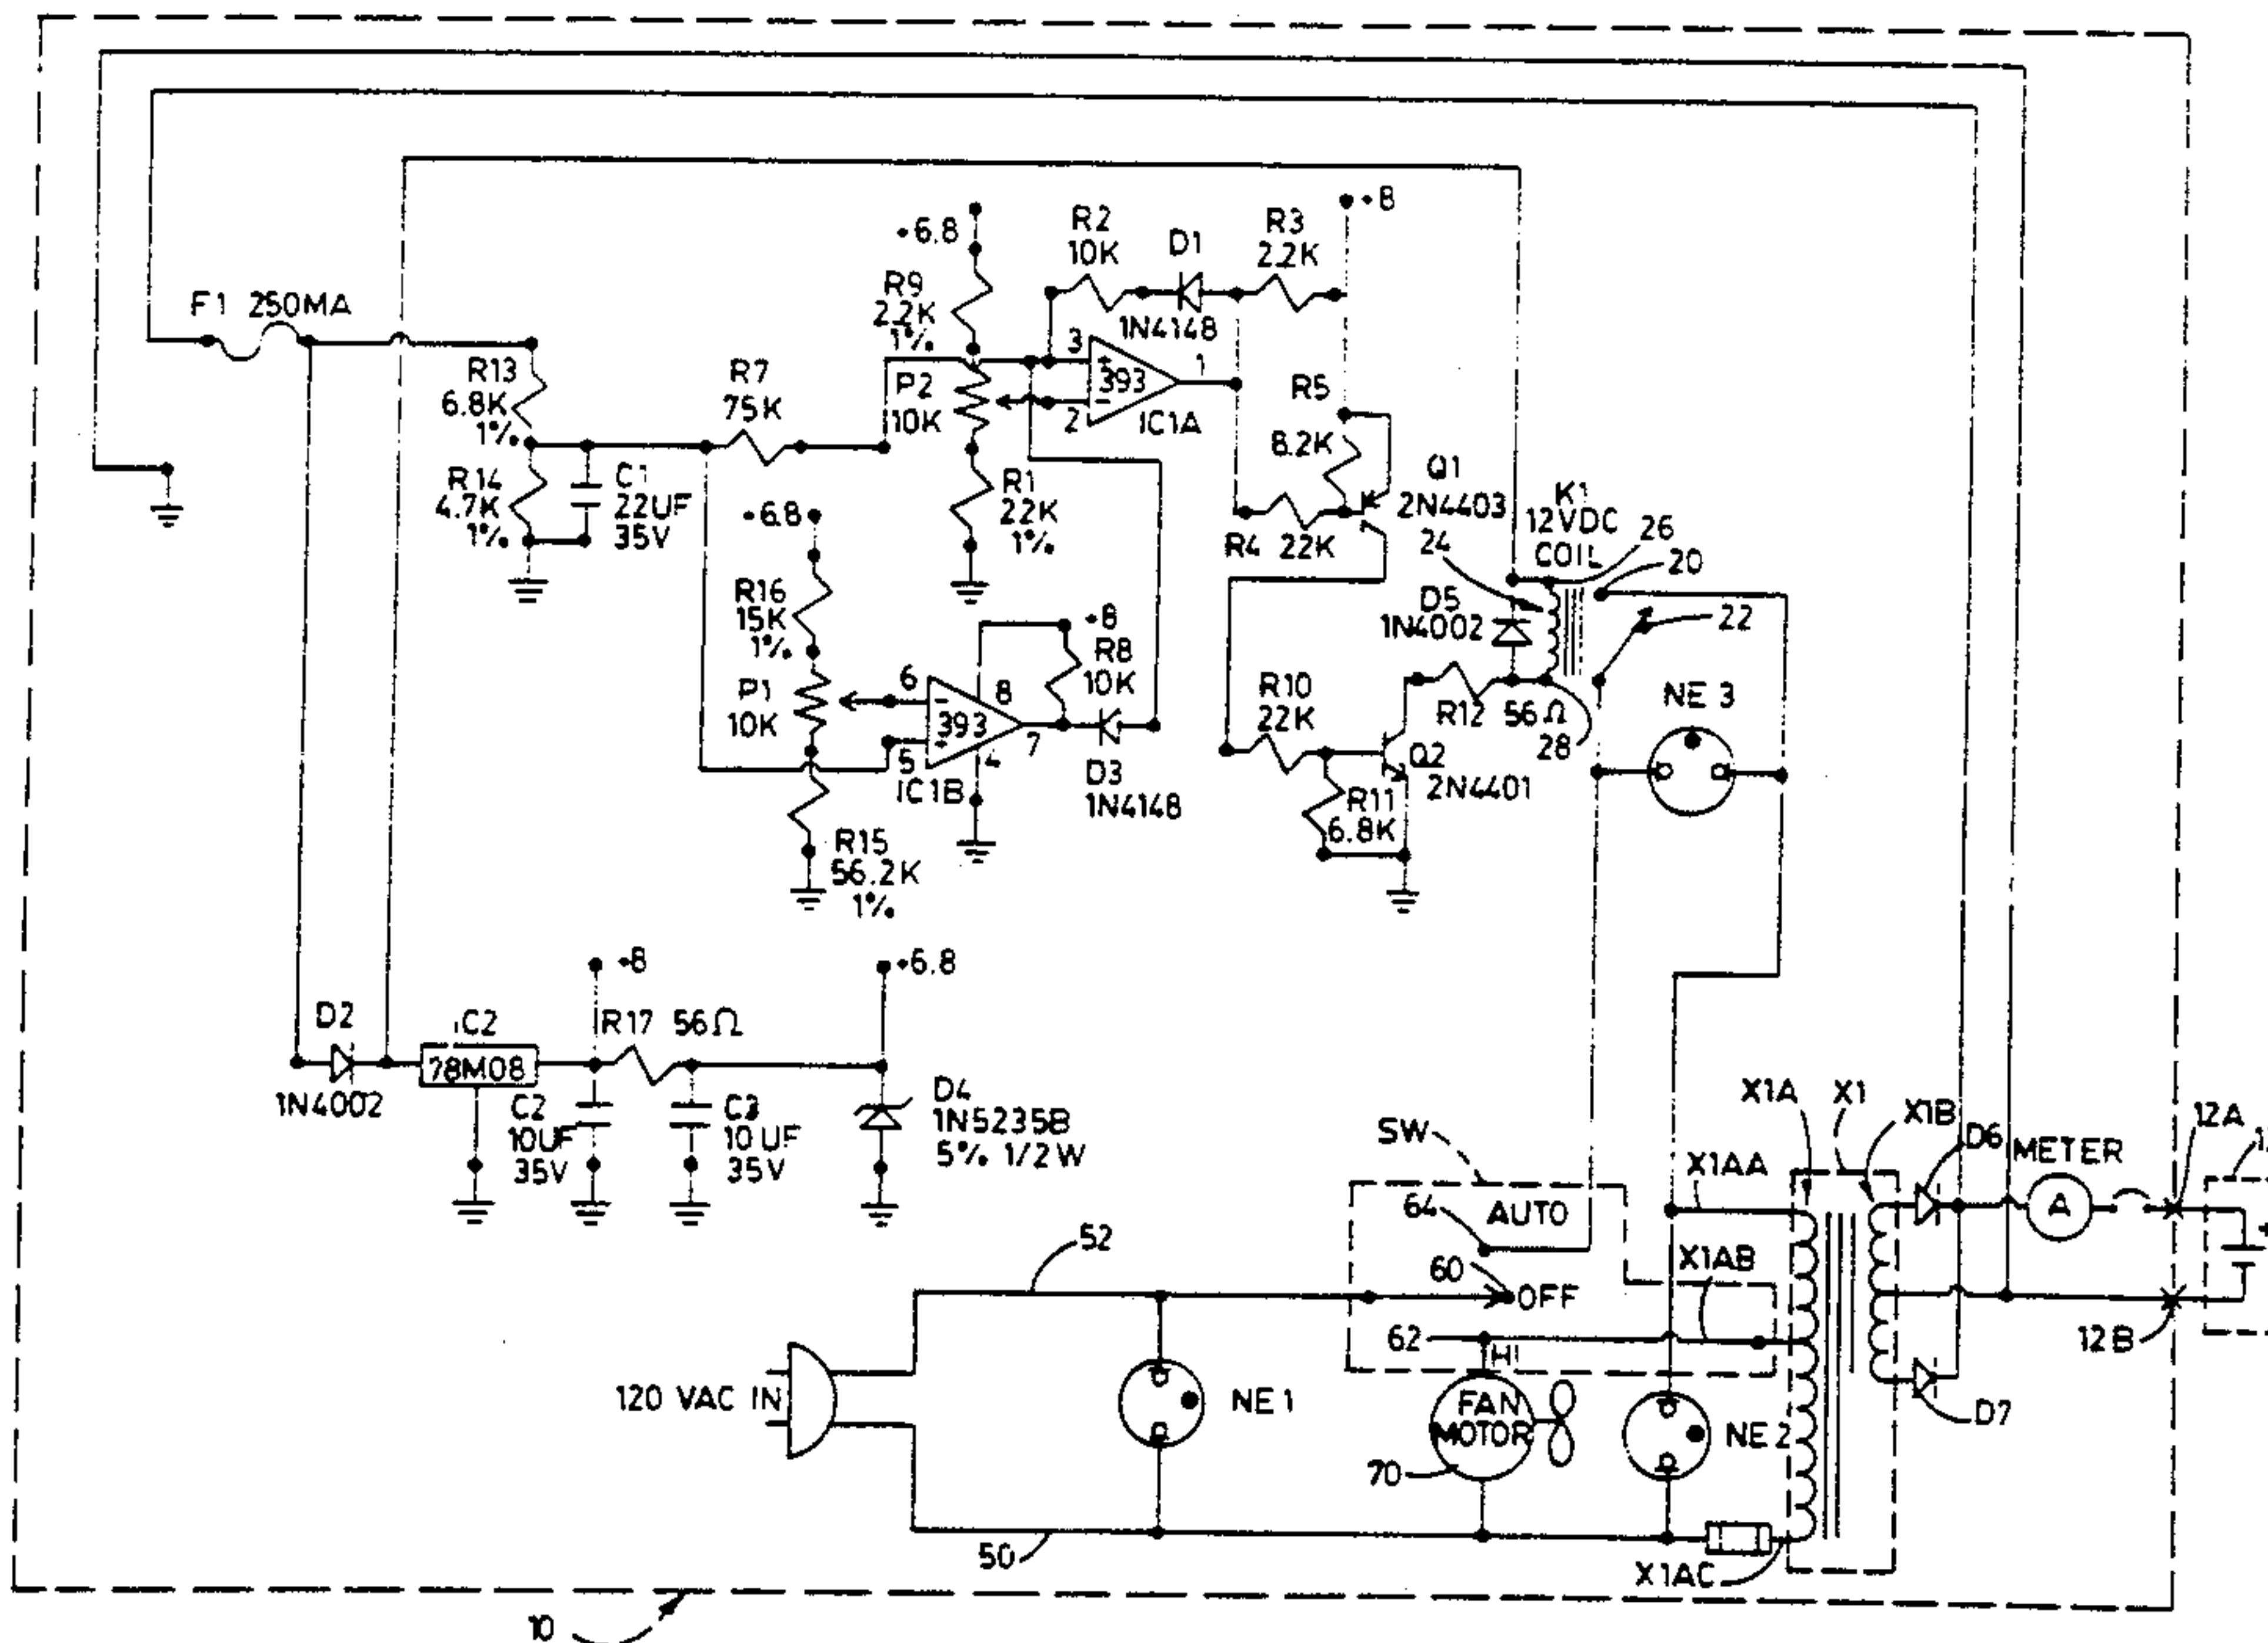 F1 250MA
R13
6.8K
1%
R14
4.7K
1%
C1
22UF
35V
R7
75K
+6.8
R9
2.2K
1%
P2
10K
R1
22K
1%
R2
10K
D1
1N4148
R3
2.2K
+8
3
+
393
-
2
1
IC1A
R5
8.2K
Q1
2N4403
R4 22K
K1
12VDC
COIL
24
26
20
22
D5
1N4002
R12 56Ω
28
NE 3
+6.8
R16
15K
1%
P1
10K
6
-
393
+
5
8
4
7
IC1B
+8
R8
10K
D3
1N4148
R15
56.2K
1%
R10
22K
R11
6.8K
Q2
2N4401
D2
1N4002
IC2
78M08
+8
R17 56Ω
+6.8
C2
10UF
35V
C3
10UF
35V
D4
1N5235B
5% 1/2W
SW
64
AUTO
60
OFF
62
HI
X1A
X1
X1B
D6
METER
A
12A
X1AA
X1AB
12B
+
52
120 VAC IN
NE 1
FAN
MOTOR
70
NE 2
D7
50
X1AC
10